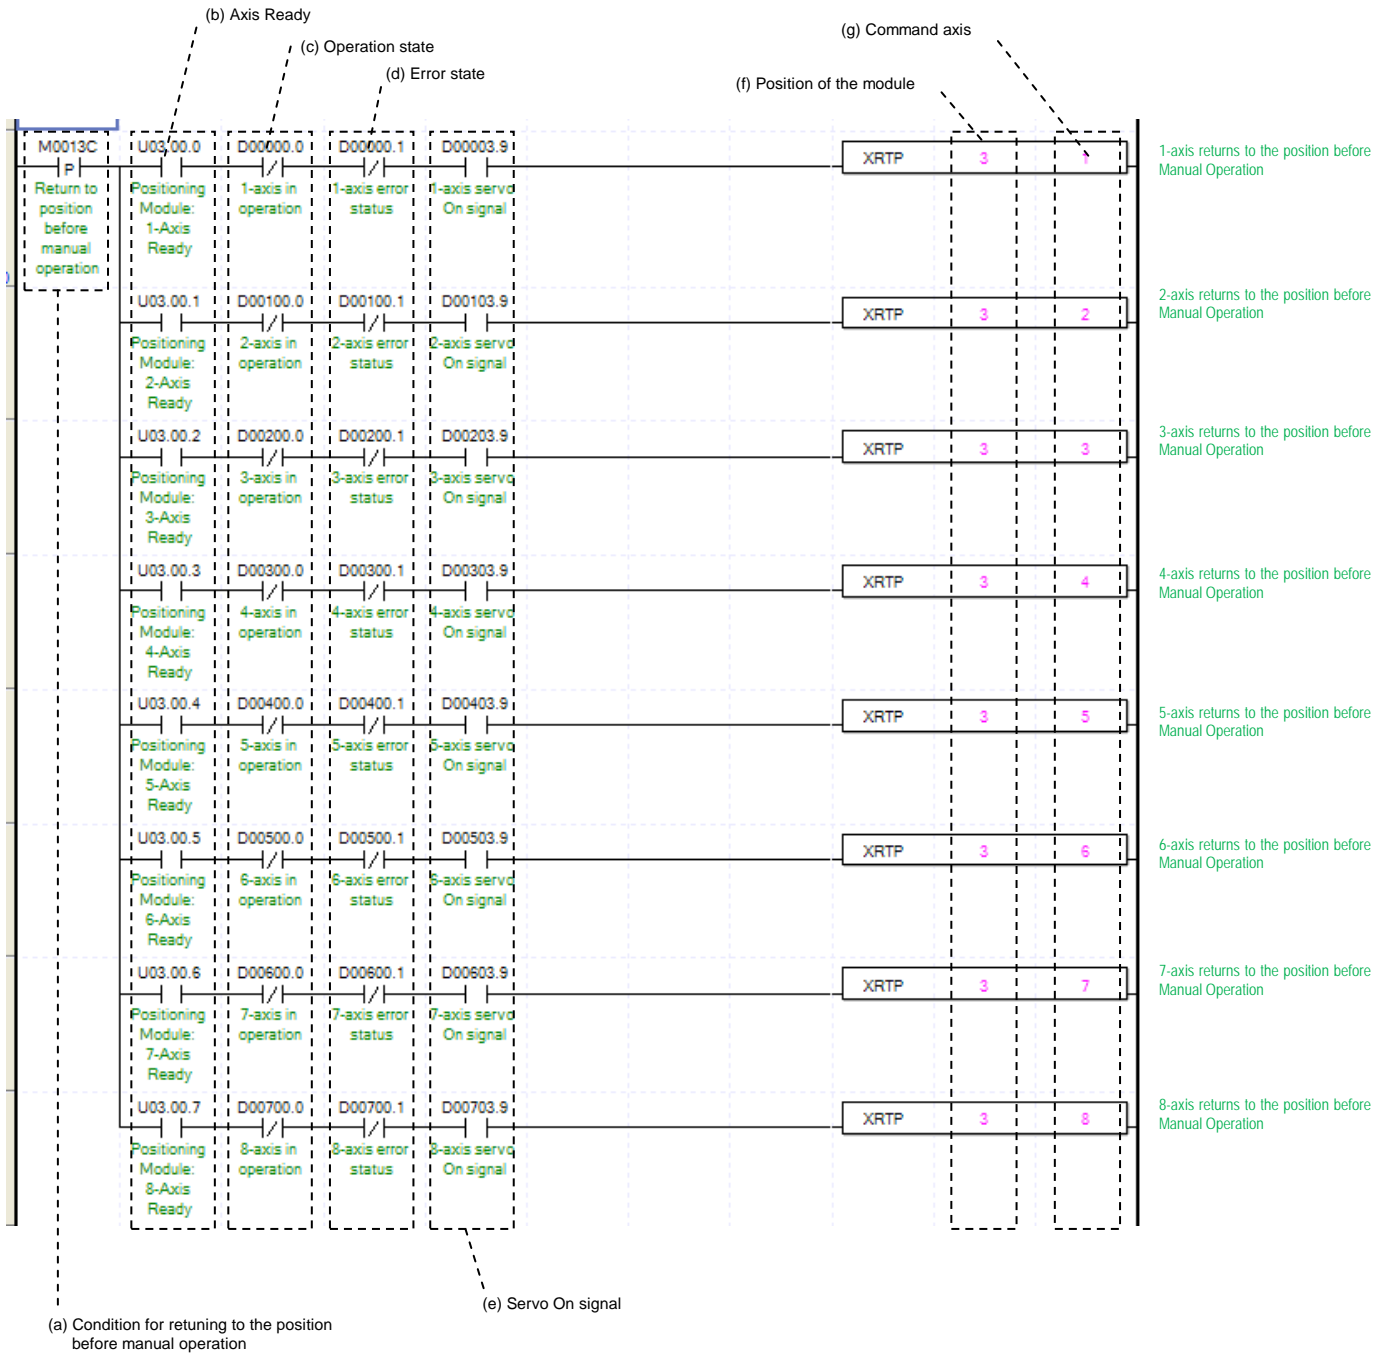 (b) Axis Ready
(c) Operation state
(d) Error state
(g) Command axis
(f) Position of the module
M0013C U03.00.0 D00000.0 D00000.1 D00003.9
P
XRTP 3 1
1-axis returns to the position before
Manual Operation
Return to Positioning 1-axis in 1-axis error 1-axis servo
position Module: operation status On signal
before 1-Axis
manual Ready
operation
U03.00.1 D00100.0 D00100.1 D00103.9
XRTP 3 2
2-axis returns to the position before
Manual Operation
Positioning 2-axis in 2-axis error 2-axis servo
Module: operation status On signal
2-Axis
Ready
U03.00.2 D00200.0 D00200.1 D00203.9
XRTP 3 3
3-axis returns to the position before
Manual Operation
Positioning 3-axis in 3-axis error 3-axis servo
Module: operation status On signal
3-Axis
Ready
U03.00.3 D00300.0 D00300.1 D00303.9
XRTP 3 4
4-axis returns to the position before
Manual Operation
Positioning 4-axis in 4-axis error 4-axis servo
Module: operation status On signal
4-Axis
Ready
U03.00.4 D00400.0 D00400.1 D00403.9
XRTP 3 5
5-axis returns to the position before
Manual Operation
Positioning 5-axis in 5-axis error 5-axis servo
Module: operation status On signal
5-Axis
Ready
U03.00.5 D00500.0 D00500.1 D00503.9
XRTP 3 6
6-axis returns to the position before
Manual Operation
Positioning 6-axis in 6-axis error 6-axis servo
Module: operation status On signal
6-Axis
Ready
U03.00.6 D00600.0 D00600.1 D00603.9
XRTP 3 7
7-axis returns to the position before
Manual Operation
Positioning 7-axis in 7-axis error 7-axis servo
Module: operation status On signal
7-Axis
Ready
U03.00.7 D00700.0 D00700.1 D00703.9
XRTP 3 8
8-axis returns to the position before
Manual Operation
Positioning 8-axis in 8-axis error 8-axis servo
Module: operation status On signal
8-Axis
Ready
(e) Servo On signal
(a) Condition for retuning to the position
before manual operation